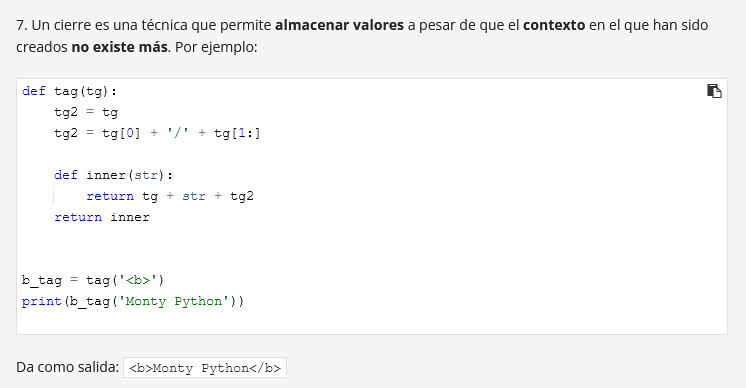 7. Un cierre es una técnica que permite almacenar valores a pesar de que el contexto en el que han sido
creados no existe más. Por ejemplo:
def tag(tg):
    tg2 = tg
    tg2 = tg[0] + '/' + tg[1:]

    def inner(str):
        return tg + str + tg2
    return inner


b_tag = tag('<b>')
print(b_tag('Monty Python'))
Da como salida: <b>Monty Python</b>